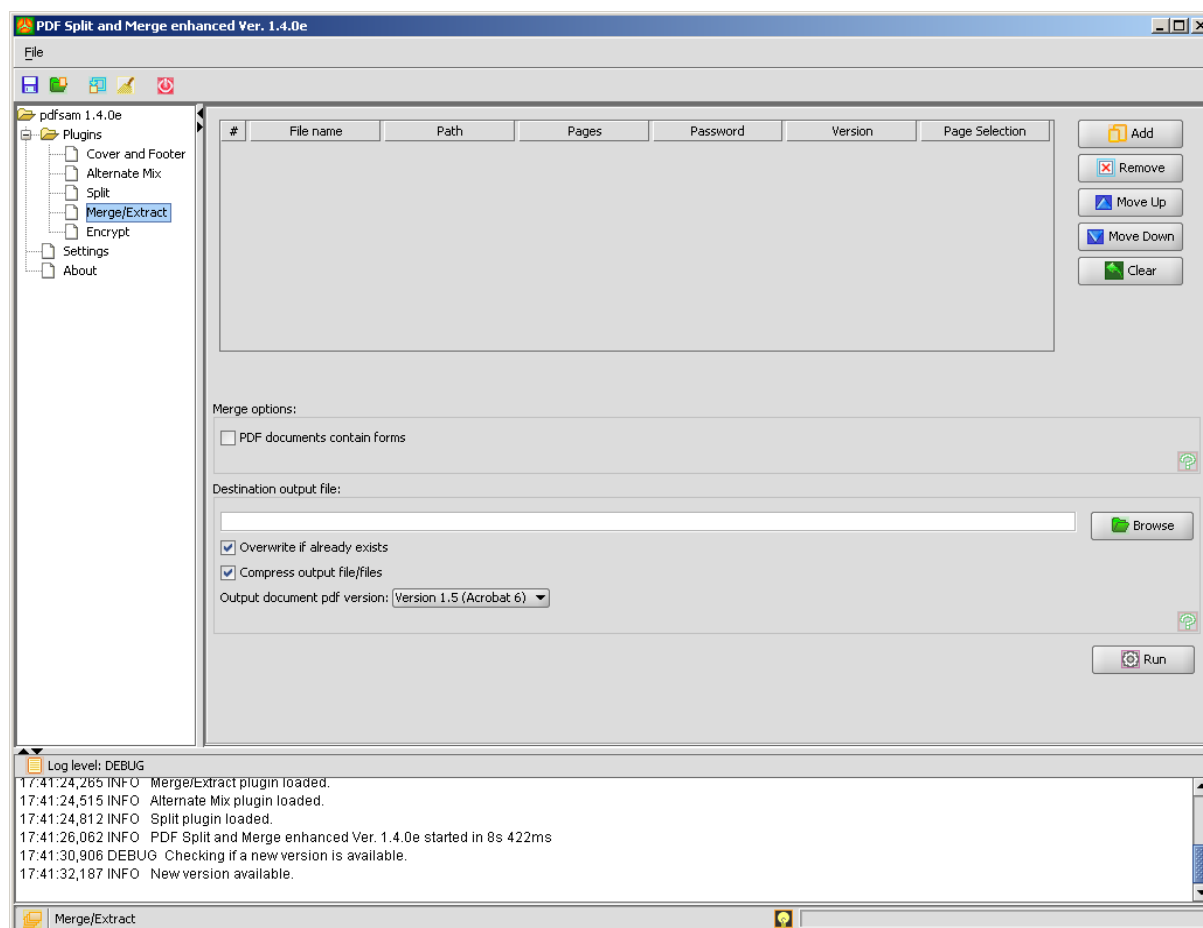 PDF Split and Merge enhanced Ver. 1.4.0e
File
pdfsam 1.4.0e
Plugins
Cover and Footer
Alternate Mix
Split
Merge/Extract
Encrypt
Settings
About
# File name Path Pages Password Version Page Selection
Add
Remove
Move Up
Move Down
Clear
Merge options:
PDF documents contain forms
Destination output file:
Browse
Overwrite if already exists
Compress output file/files
Output document pdf version: Version 1.5 (Acrobat 6)
Run
Log level: DEBUG
17:41:24,265 INFO Merge/Extract plugin loaded.
17:41:24,515 INFO Alternate Mix plugin loaded.
17:41:24,812 INFO Split plugin loaded.
17:41:26,062 INFO PDF Split and Merge enhanced Ver. 1.4.0e started in 8s 422ms
17:41:30,906 DEBUG Checking if a new version is available.
17:41:32,187 INFO New version available.
Merge/Extract